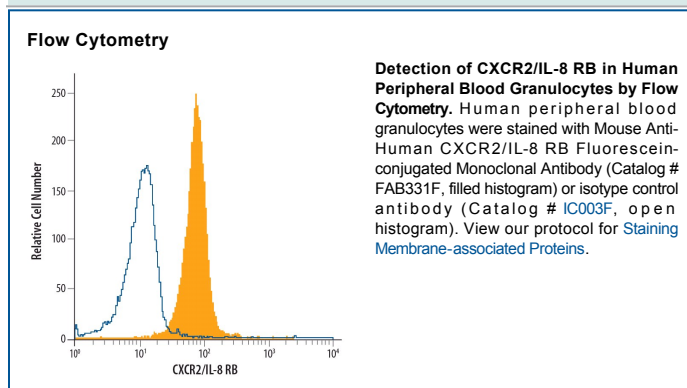 Flow Cytometry
250
200
150
100
50
0
Relative Cell Number
10⁰ 10¹ 10² 10³ 10⁴
CXCR2/IL-8 RB
Detection of CXCR2/IL-8 RB in Human
Peripheral Blood Granulocytes by Flow
Cytometry. Human peripheral blood
granulocytes were stained with Mouse Anti-
Human CXCR2/IL-8 RB Fluorescein-
conjugated Monoclonal Antibody (Catalog #
FAB331F, filled histogram) or isotype control
antibody (Catalog # IC003F, open
histogram). View our protocol for Staining
Membrane-associated Proteins.